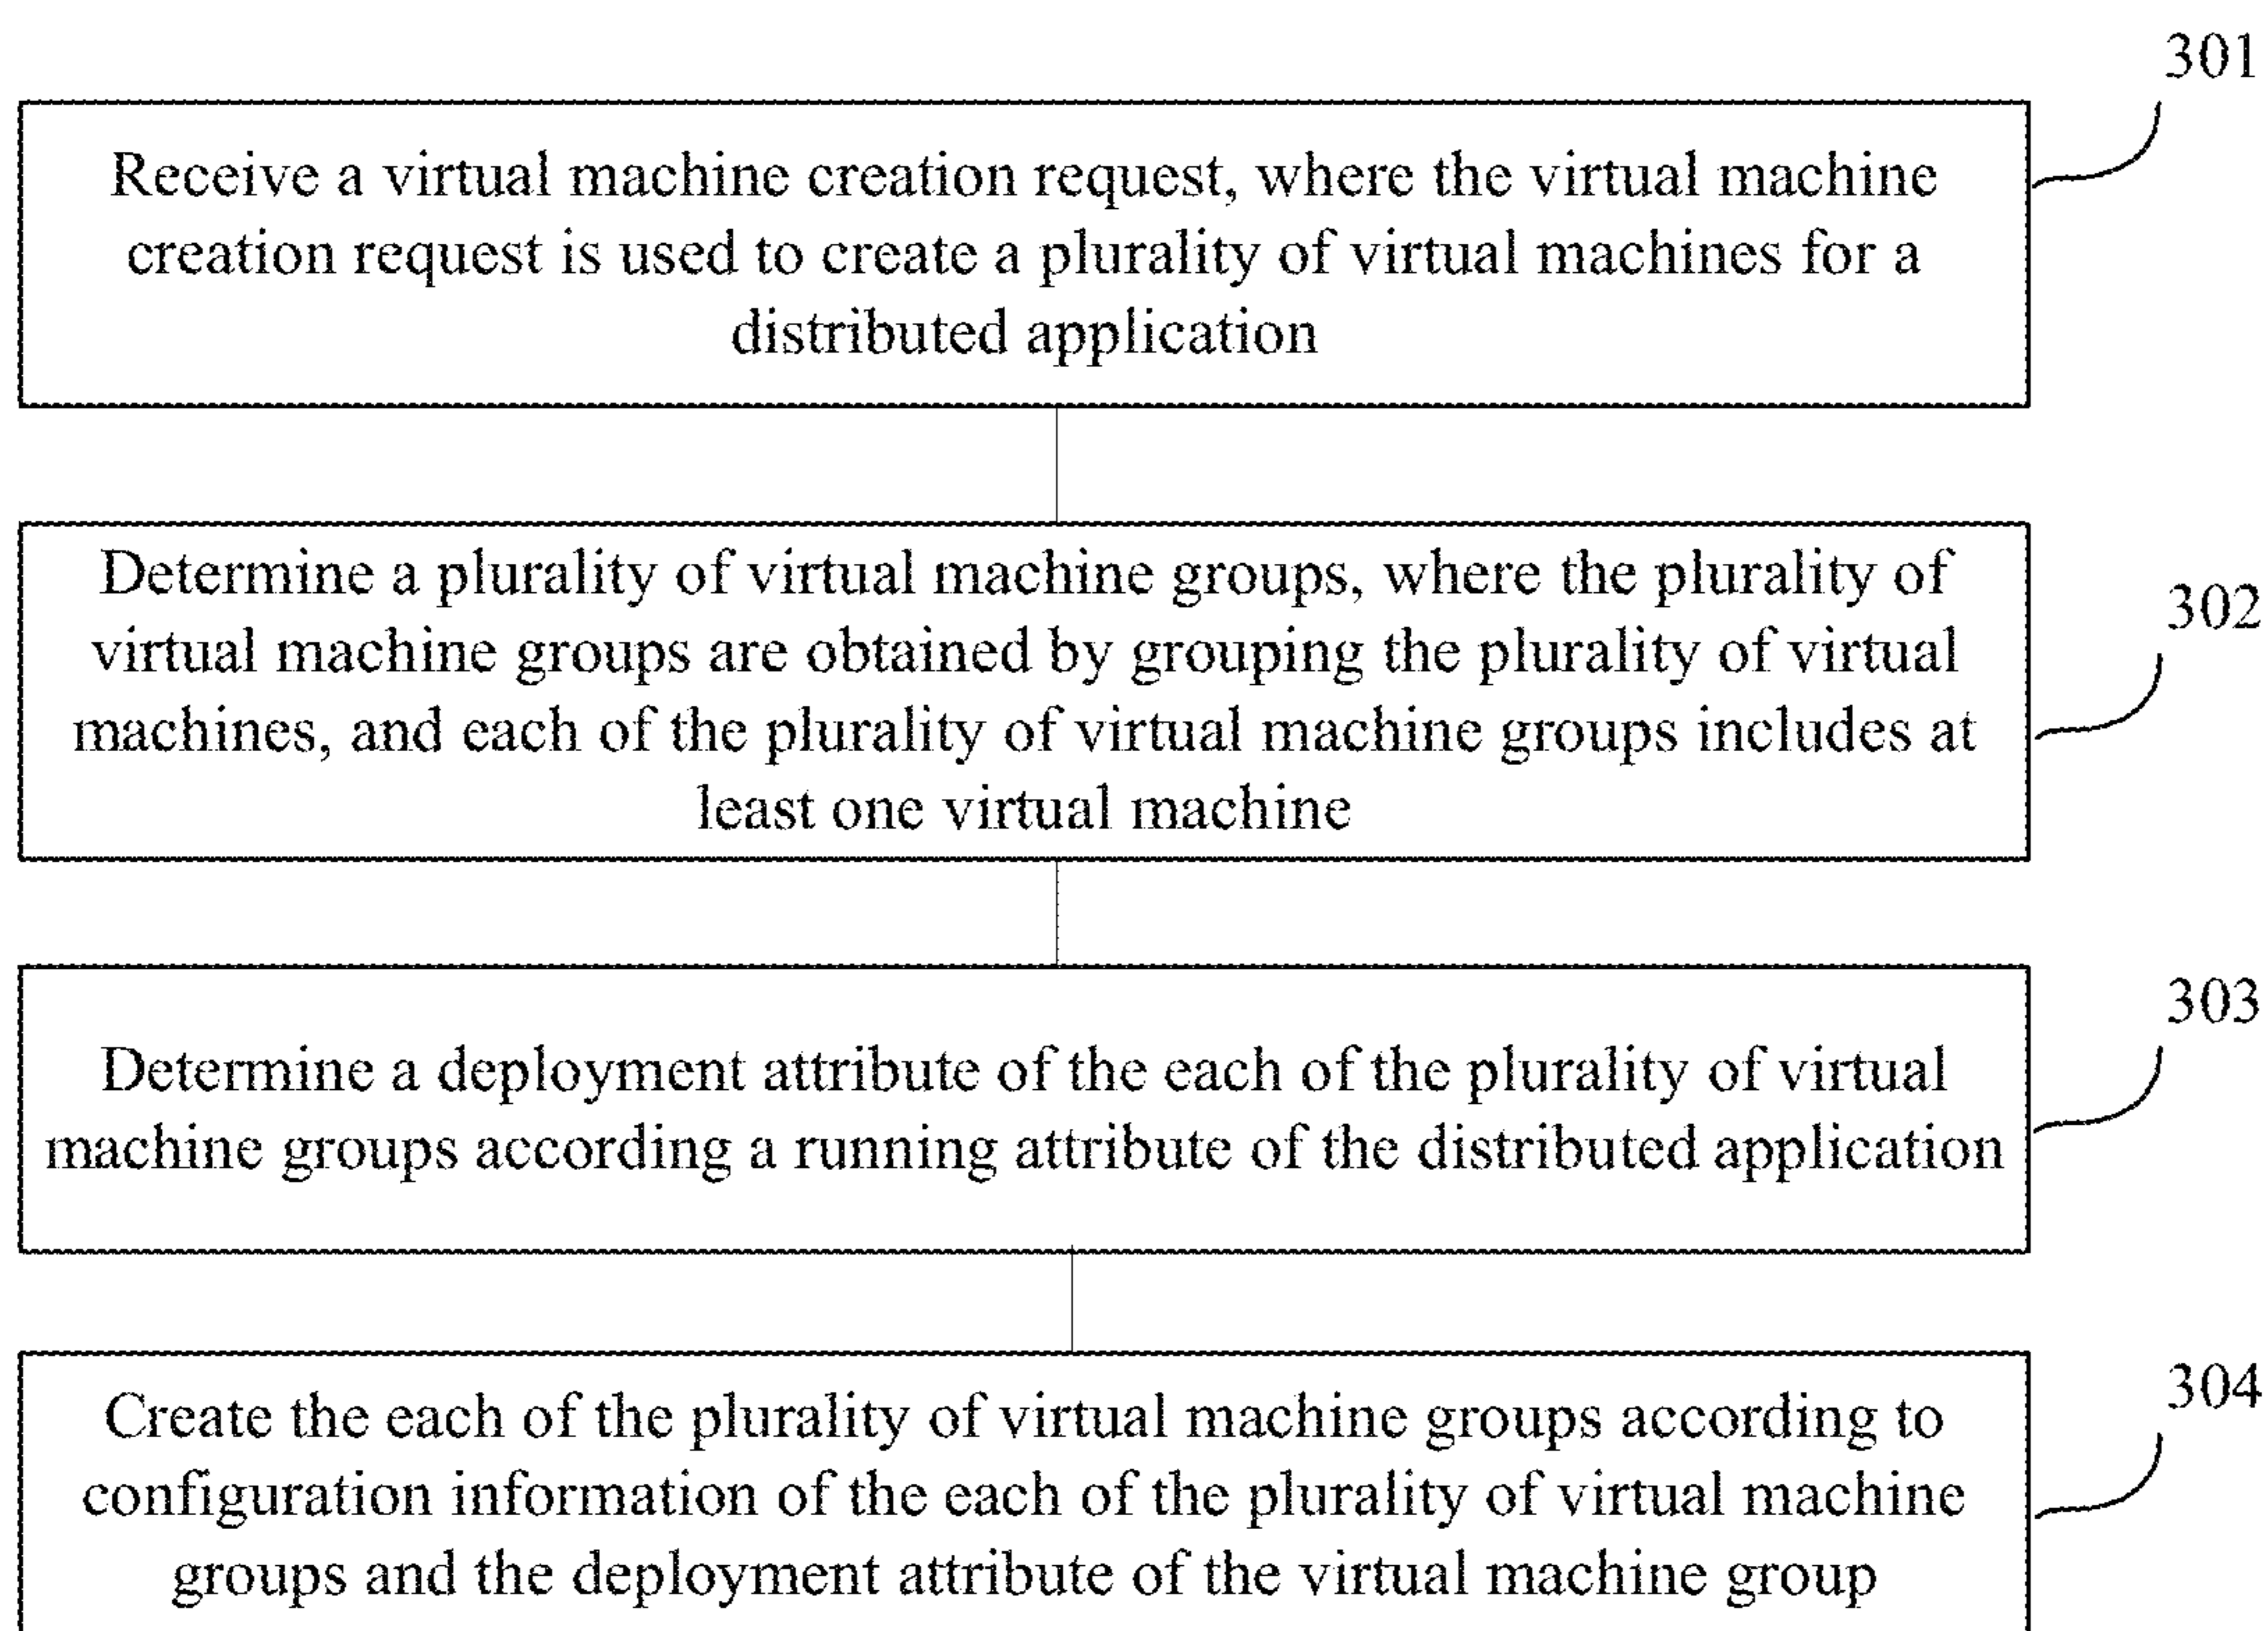 301
Receive a virtual machine creation request, where the virtual machine
creation request is used to create a plurality of virtual machines for a
distributed application
302
Determine a plurality of virtual machine groups, where the plurality of
virtual machine groups are obtained by grouping the plurality of virtual
machines, and each of the plurality of virtual machine groups includes at
least one virtual machine
303
Determine a deployment attribute of the each of the plurality of virtual
machine groups according a running attribute of the distributed application
304
Create the each of the plurality of virtual machine groups according to
configuration information of the each of the plurality of virtual machine
groups and the deployment attribute of the virtual machine group